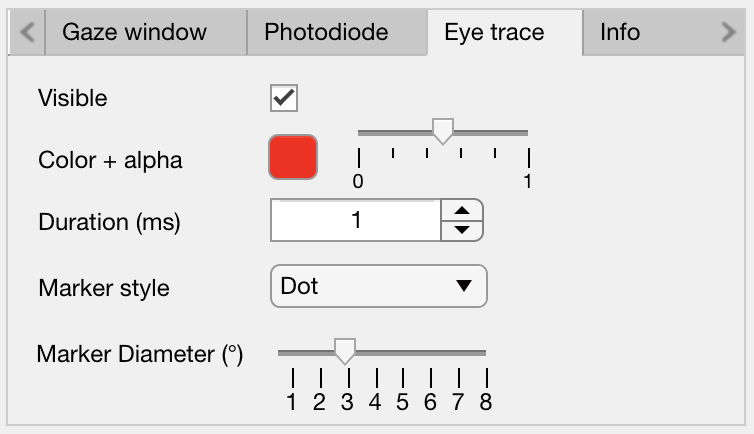 Gaze window Photodiode Eye trace Info
Visible
Color + alpha
0 1
Duration (ms) 1
Marker style Dot
Marker Diameter (°)
1 2 3 4 5 6 7 8